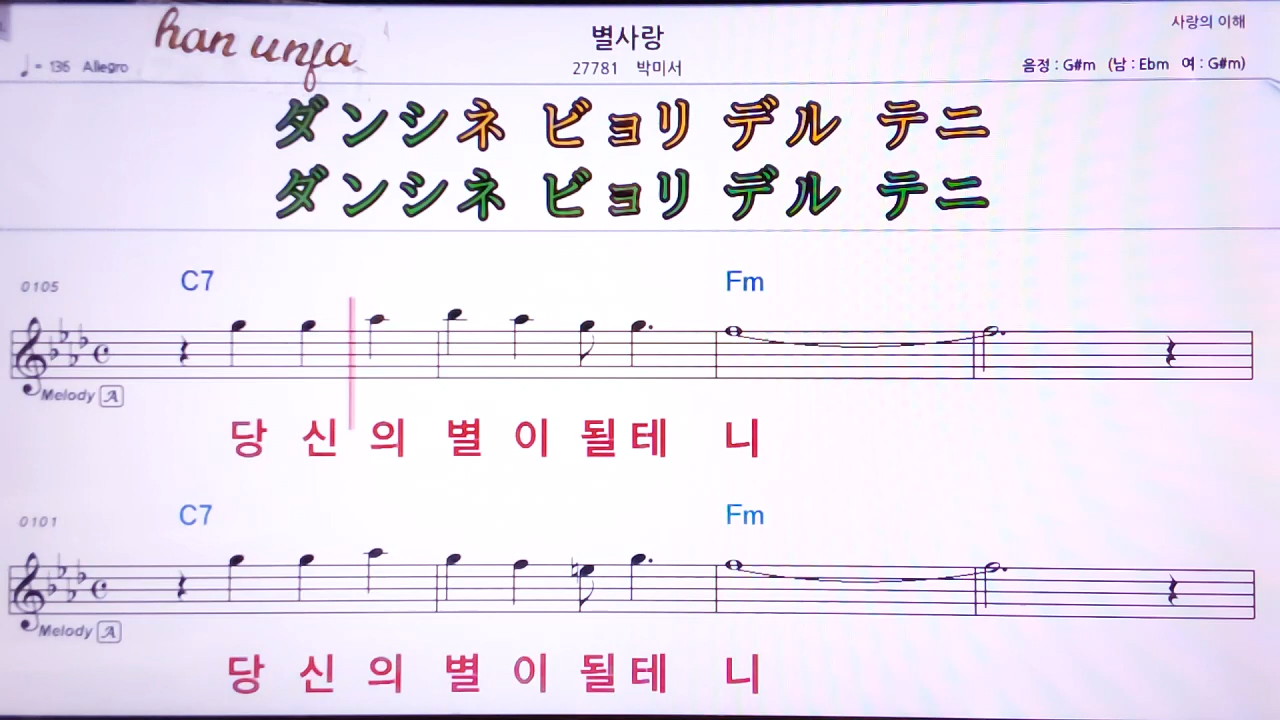 han unja
별사랑
사랑의 이해
♩= 136 Allegro
27781 박미서
음정 : G#m (남 : Ebm 여 : G#m)
ダンシネ ビョリ デル テニ
ダンシネ ビョリ デル テニ
0105 C7 Fm
Melody A
당 신 의 별 이 될 테 니
0101 C7 Fm
Melody A
당 신 의 별 이 될 테 니